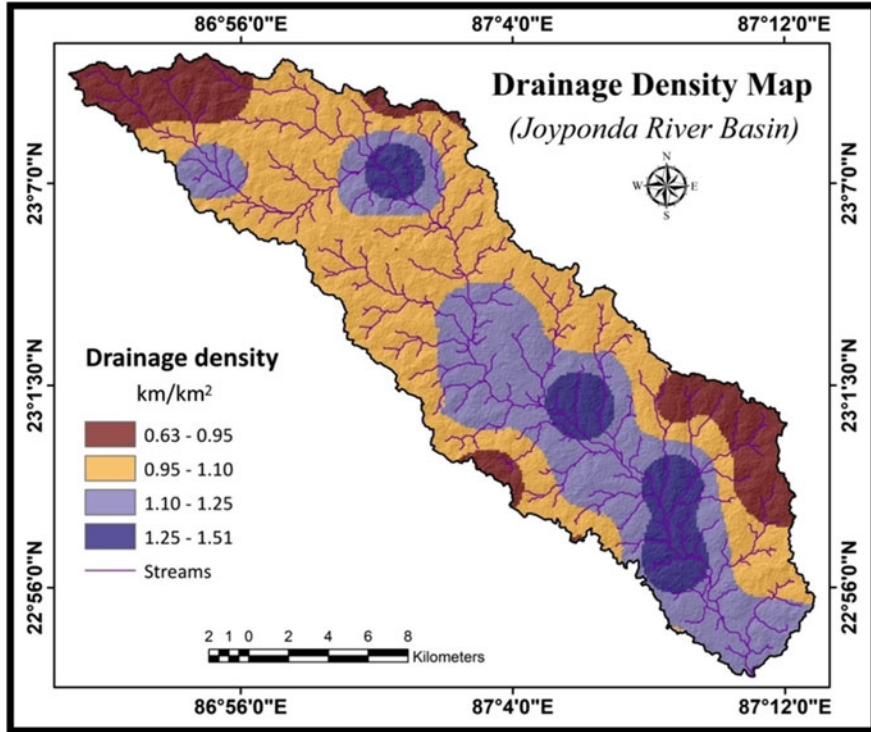 86°56'0"E 87°4'0"E 87°12'0"E
Drainage Density Map
(Joyponda River Basin)
N
W E
S
23°7'0"N 23°7'0"N
23°1'30"N 23°1'30"N
22°56'0"N 22°56'0"N
Drainage density
km/km²
0.63 - 0.95
0.95 - 1.10
1.10 - 1.25
1.25 - 1.51
Streams
2 1 0 2 4 6 8
Kilometers
86°56'0"E 87°4'0"E 87°12'0"E